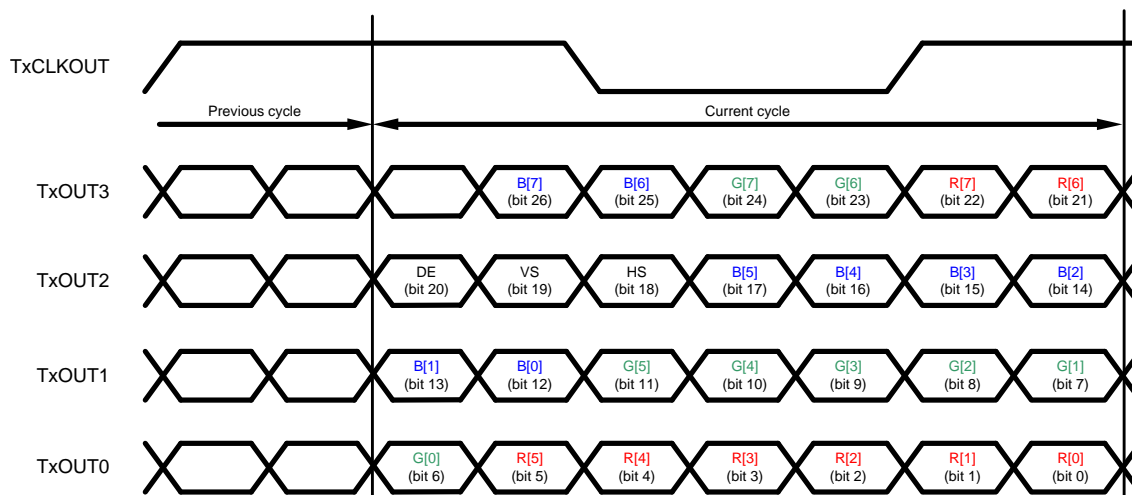 TxCLKOUT
Previous cycle
Current cycle
TxOUT3
B[7]
(bit 26)
B[6]
(bit 25)
G[7]
(bit 24)
G[6]
(bit 23)
R[7]
(bit 22)
R[6]
(bit 21)
TxOUT2
DE
(bit 20)
VS
(bit 19)
HS
(bit 18)
B[5]
(bit 17)
B[4]
(bit 16)
B[3]
(bit 15)
B[2]
(bit 14)
TxOUT1
B[1]
(bit 13)
B[0]
(bit 12)
G[5]
(bit 11)
G[4]
(bit 10)
G[3]
(bit 9)
G[2]
(bit 8)
G[1]
(bit 7)
TxOUT0
G[0]
(bit 6)
R[5]
(bit 5)
R[4]
(bit 4)
R[3]
(bit 3)
R[2]
(bit 2)
R[1]
(bit 1)
R[0]
(bit 0)